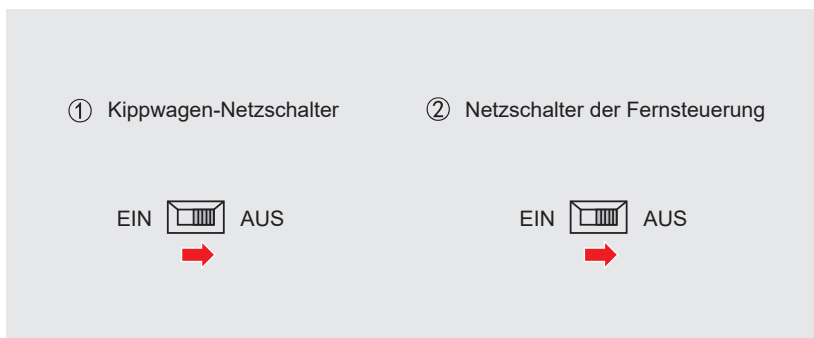 ① Kippwagen-Netzschalter
② Netzschalter der Fernsteuerung
EIN AUS
EIN AUS